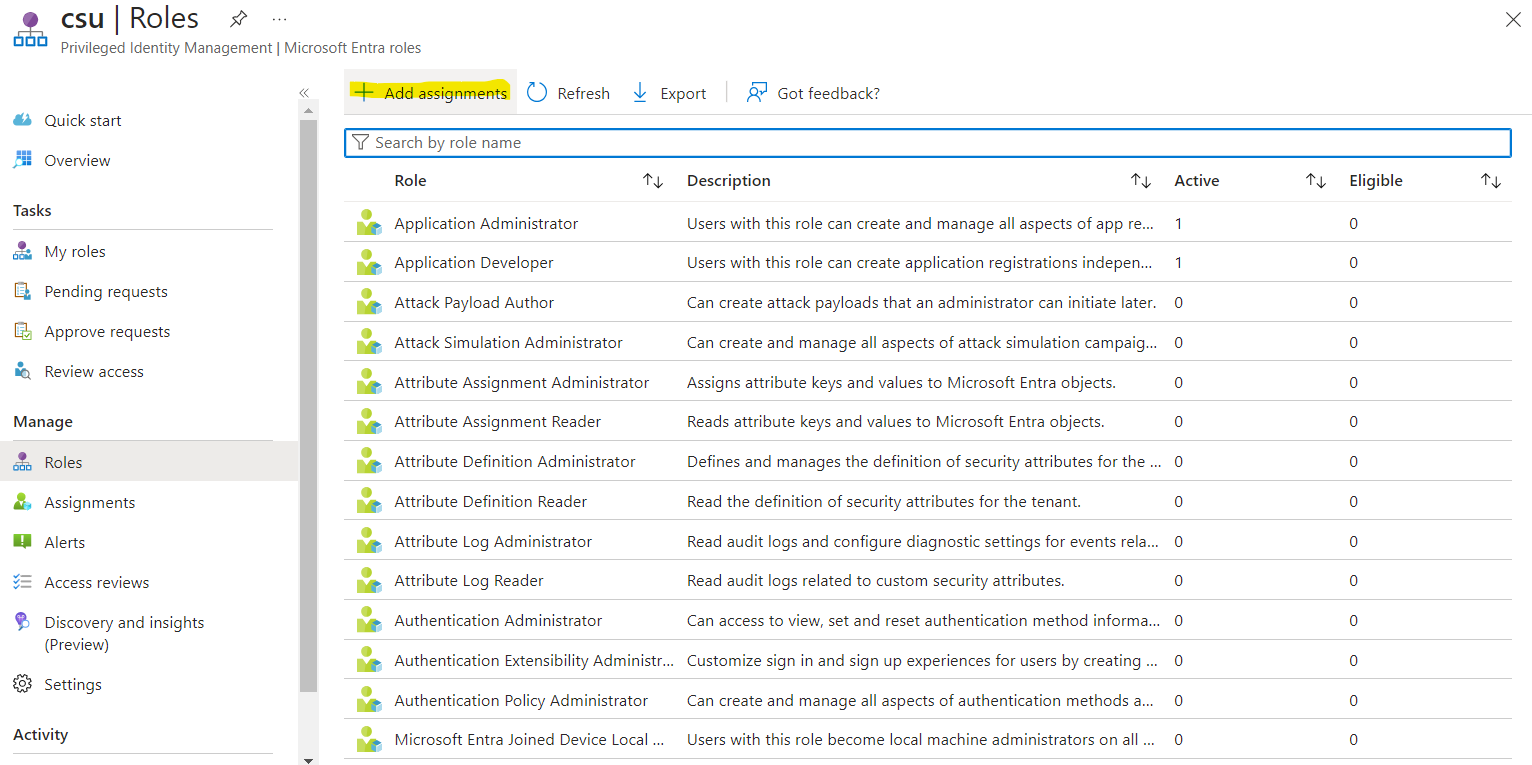 csu | Roles
...
Privileged Identity Management | Microsoft Entra roles
Quick start
Overview
Tasks
My roles
Pending requests
Approve requests
Review access
Manage
Roles
Assignments
Alerts
Access reviews
Discovery and insights
(Preview)
Settings
Activity
Add assignments Refresh Export Got feedback?
Search by role name
Role Description Active Eligible
Application Administrator Users with this role can create and manage all aspects of app re... 1 0
Application Developer Users with this role can create application registrations indepen... 1 0
Attack Payload Author Can create attack payloads that an administrator can initiate later. 0 0
Attack Simulation Administrator Can create and manage all aspects of attack simulation campaig... 0 0
Attribute Assignment Administrator Assigns attribute keys and values to Microsoft Entra objects. 0 0
Attribute Assignment Reader Reads attribute keys and values to Microsoft Entra objects. 0 0
Attribute Definition Administrator Defines and manages the definition of security attributes for the ... 0 0
Attribute Definition Reader Read the definition of security attributes for the tenant. 0 0
Attribute Log Administrator Read audit logs and configure diagnostic settings for events rela... 0 0
Attribute Log Reader Read audit logs related to custom security attributes. 0 0
Authentication Administrator Can access to view, set and reset authentication method informa... 0 0
Authentication Extensibility Administr... Customize sign in and sign up experiences for users by creating ... 0 0
Authentication Policy Administrator Can create and manage all aspects of authentication methods a... 0 0
Microsoft Entra Joined Device Local ... Users with this role become local machine administrators on all ... 0 0